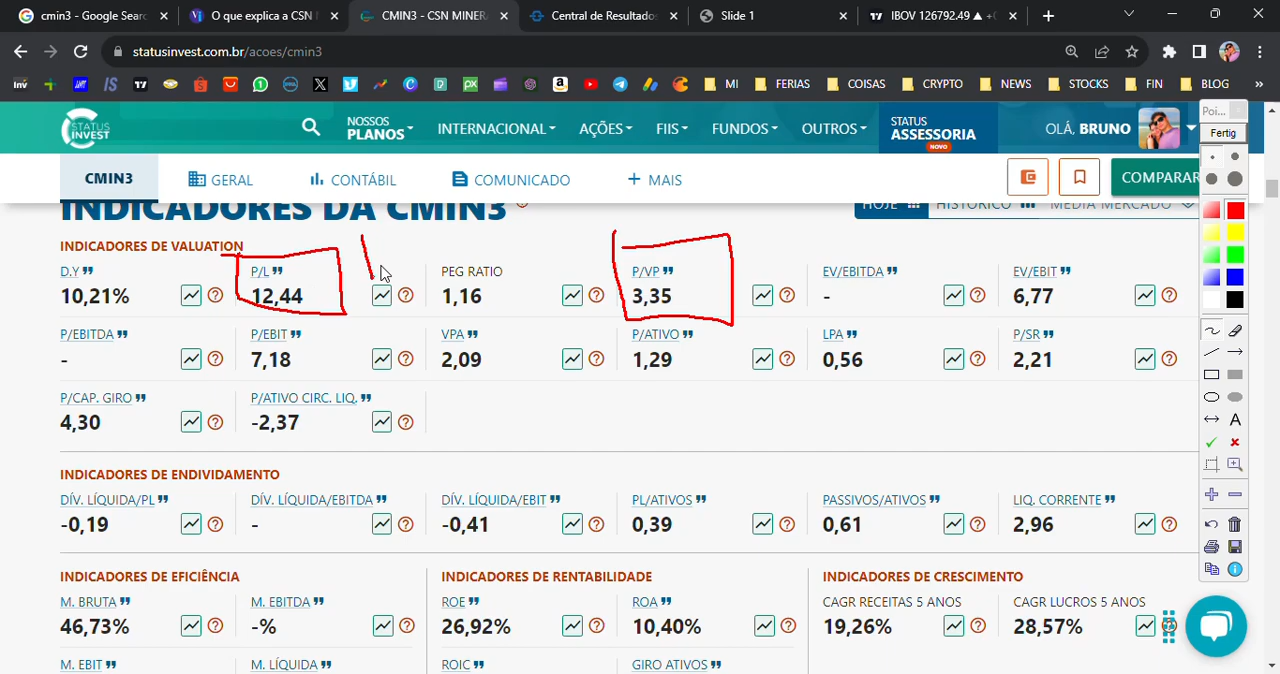 cmin3 - Google Sear
O que explica a CSN
CMIN3 - CSN MINER
Central de Resultados
Slide 1
IBOV 126792.49 ▲ +
statusinvest.com.br/acoes/cmin3
MI
FERIAS
COISAS
CRYPTO
NEWS
STOCKS
FIN
BLOG
STATUS INVEST
NOSSOS PLANOS
INTERNACIONAL
AÇÕES
FIIS
FUNDOS
OUTROS
STATUS ASSESSORIA
NOVO
OLÁ, BRUNO
Poi...
Fertig
CMIN3
GERAL
CONTÁBIL
COMUNICADO
+ MAIS
COMPARAR
INDICADORES DA CMIN3
HOJE
HISTÓRICO
MÉDIA MERCADO
INDICADORES DE VALUATION
D.Y
P/L
PEG RATIO
P/VP
EV/EBITDA
EV/EBIT
10,21%
12,44
1,16
3,35
-
6,77
P/EBITDA
P/EBIT
VPA
P/ATIVO
LPA
P/SR
-
7,18
2,09
1,29
0,56
2,21
P/CAP. GIRO
P/ATIVO CIRC. LIQ.
4,30
-2,37
INDICADORES DE ENDIVIDAMENTO
DÍV. LÍQUIDA/PL
DÍV. LÍQUIDA/EBITDA
DÍV. LÍQUIDA/EBIT
PL/ATIVOS
PASSIVOS/ATIVOS
LIQ. CORRENTE
-0,19
-
-0,41
0,39
0,61
2,96
INDICADORES DE EFICIÊNCIA
INDICADORES DE RENTABILIDADE
INDICADORES DE CRESCIMENTO
M. BRUTA
M. EBITDA
ROE
ROA
CAGR RECEITAS 5 ANOS
CAGR LUCROS 5 ANOS
46,73%
-%
26,92%
10,40%
19,26%
28,57%
M. EBIT
M. LÍQUIDA
ROIC
GIRO ATIVOS